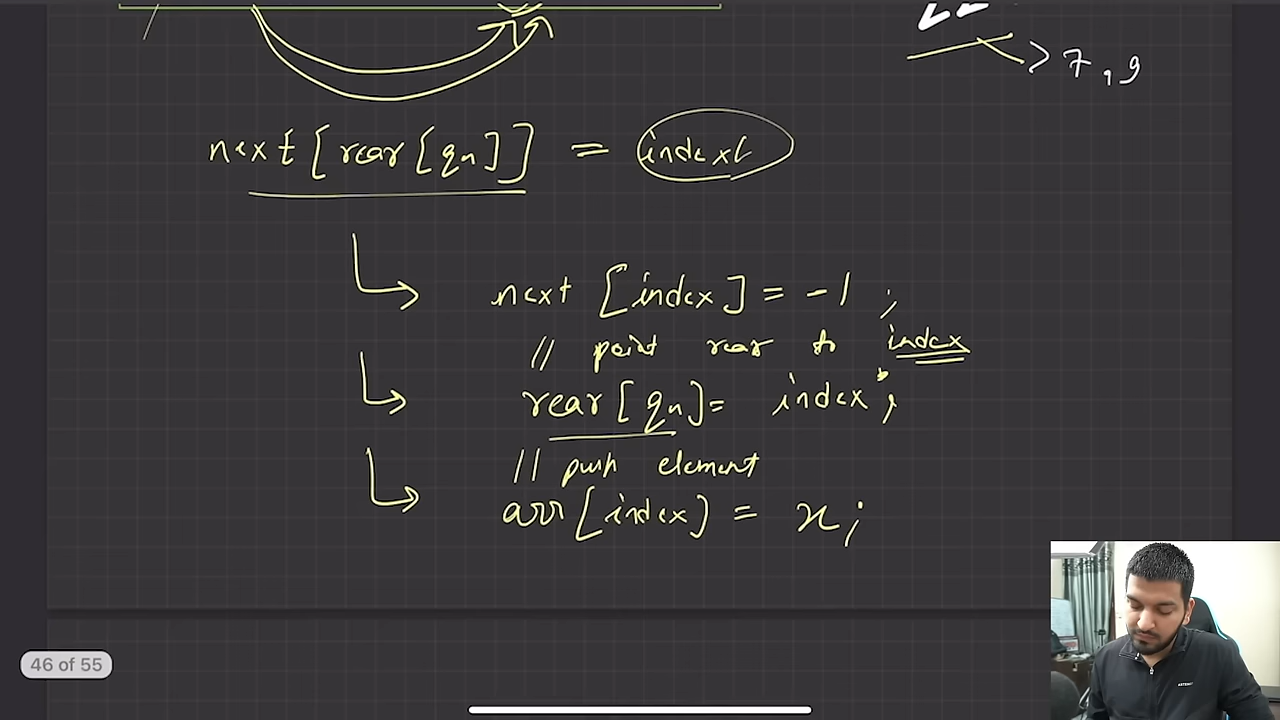 > 7, 9
next [rear [qn]] = index
next [index] = -1 ;
// point rear to index
rear [qn] = index ;
// push element
arr [index] = x ;
46 of 55